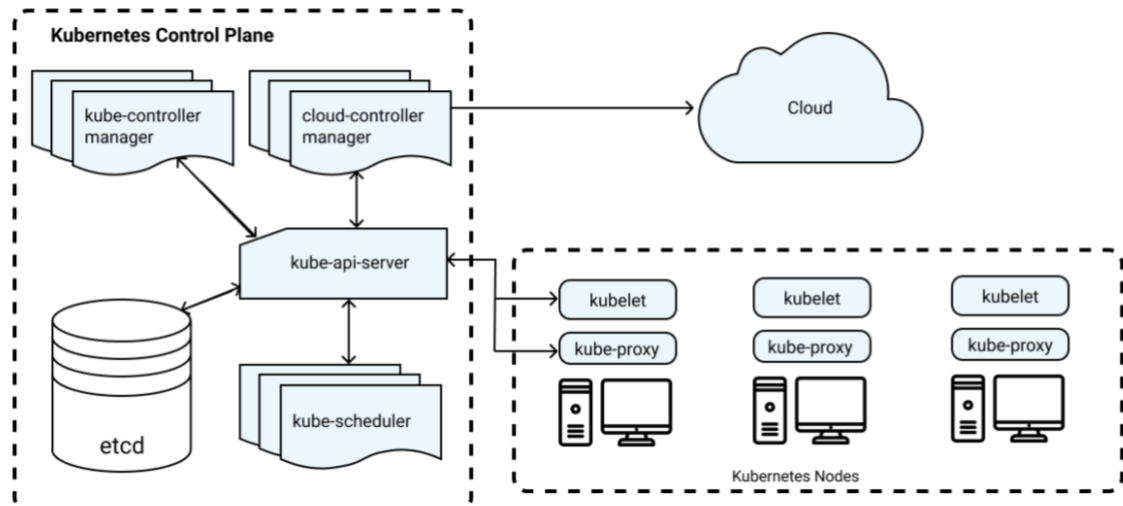 Kubernetes Control Plane
kube-controller
manager
cloud-controller
manager
Cloud
kube-api-server
etcd
kube-scheduler
kubelet
kubelet
kubelet
kube-proxy
kube-proxy
kube-proxy
Kubernetes Nodes